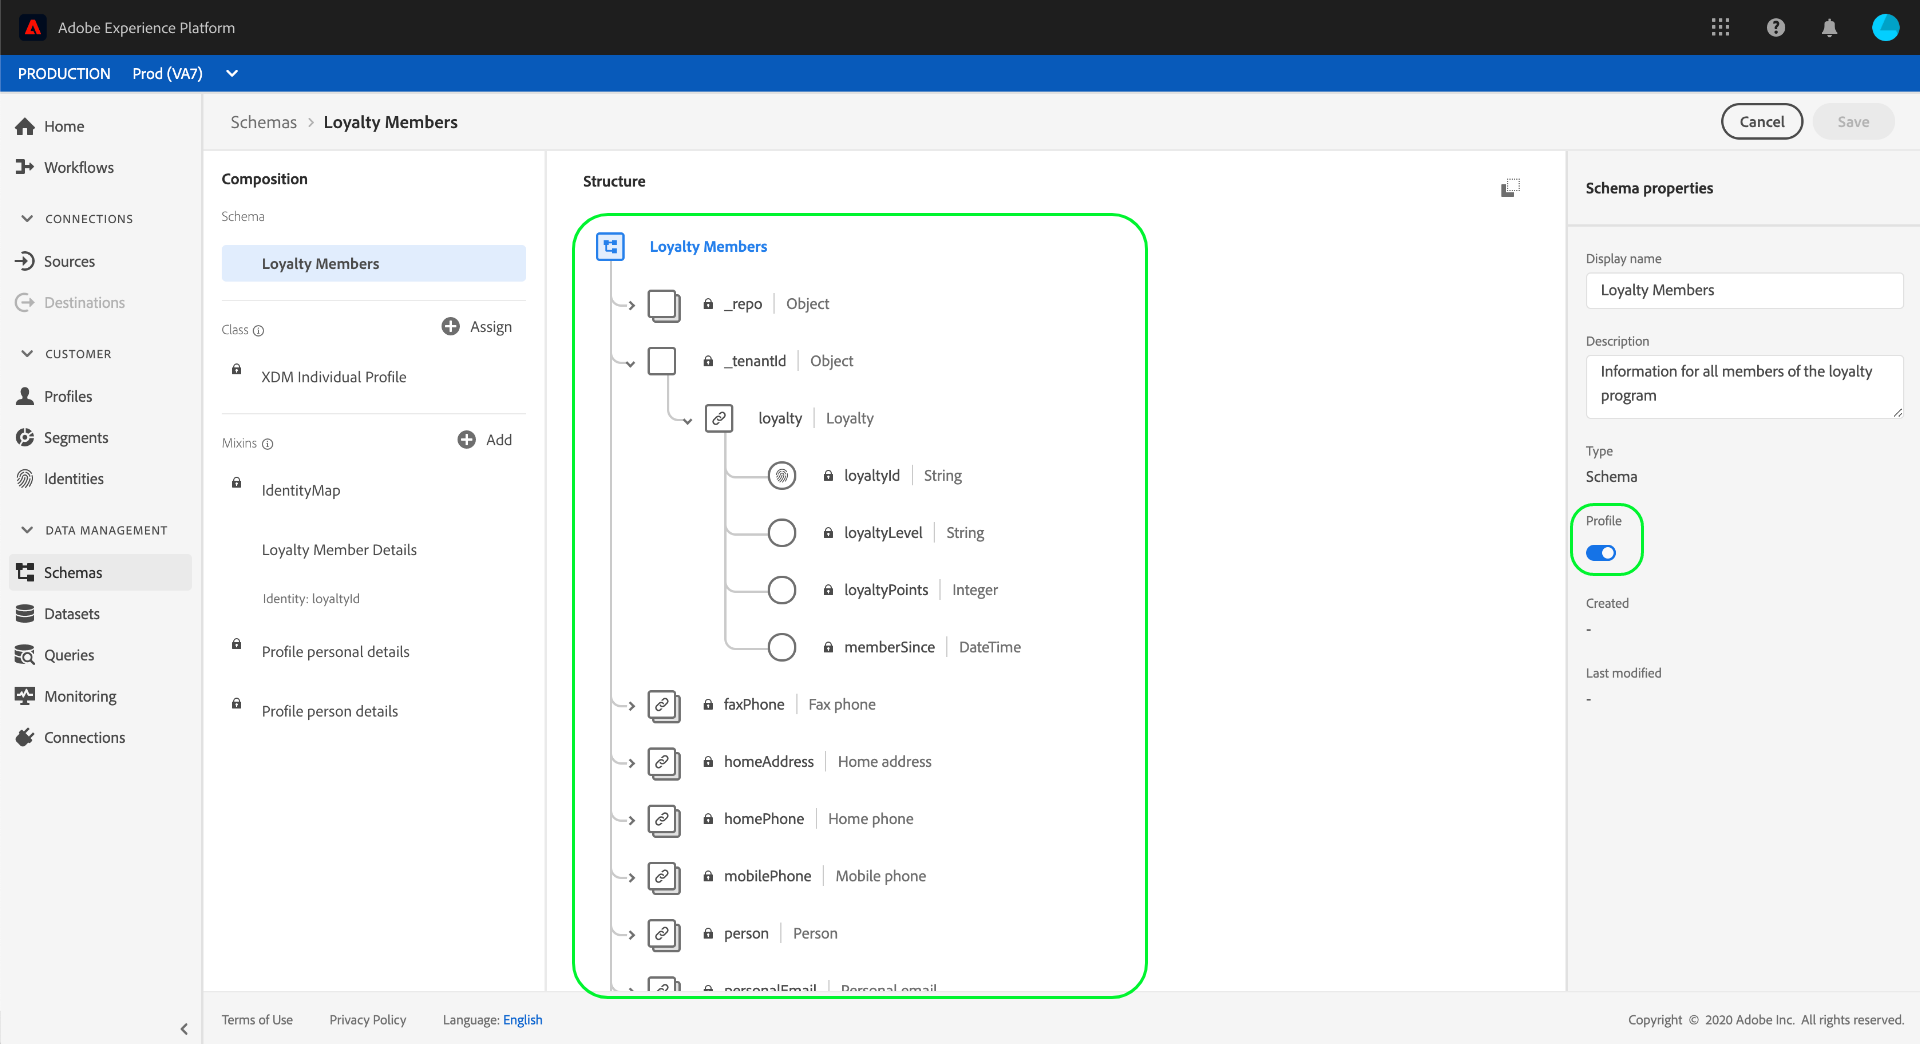 Adobe Experience Platform
PRODUCTION Prod (VA7)
Home
Workflows
CONNECTIONS
Sources
Destinations
CUSTOMER
Profiles
Segments
Identities
DATA MANAGEMENT
Schemas
Datasets
Queries
Monitoring
Connections
Schemas > Loyalty Members
Cancel
Save
Composition
Schema
Loyalty Members
Class
Assign
XDM Individual Profile
Mixins
Add
IdentityMap
Loyalty Member Details
Identity: loyaltyId
Profile personal details
Profile person details
Structure
Loyalty Members
_repo | Object
_tenantId | Object
loyalty | Loyalty
loyaltyId | String
loyaltyLevel | String
loyaltyPoints | Integer
memberSince | DateTime
faxPhone | Fax phone
homeAddress | Home address
homePhone | Home phone
mobilePhone | Mobile phone
person | Person
personalEmail | Personal email
Schema properties
Display name
Loyalty Members
Description
Information for all members of the loyalty
program
Type
Schema
Profile
Created
-
Last modified
-
Terms of Use Privacy Policy Language: English
Copyright © 2020 Adobe Inc. All rights reserved.